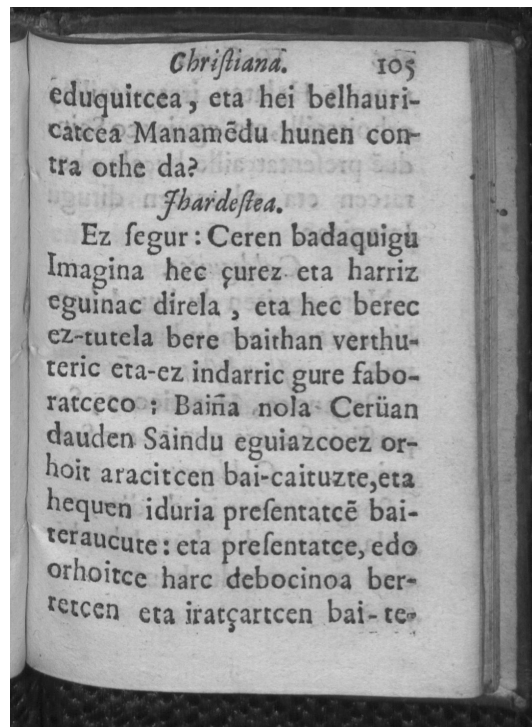 Chriſtiana. 105
eduquitcea, eta hei belhauri-
catcea Manamēdu hunen con-
tra othe da?
Jhardeſtea.
Ez ſegur : Ceren badaquigu
Imagina hec çurez eta harriz
eguinac direla , eta hec berec
ez-tutela bere baithan verthu-
teric eta-ez indarric gure fabo-
ratceco : Baiña nola Cerüan
dauden Saindu eguiazcoez or-
hoit aracitcen bai-caituzte,eta
hequen iduria preſentatcē bai-
teraucute : eta preſentatce, edo
orhoitce harc debocinoa ber-
retcen eta iratçartcen bai-te-